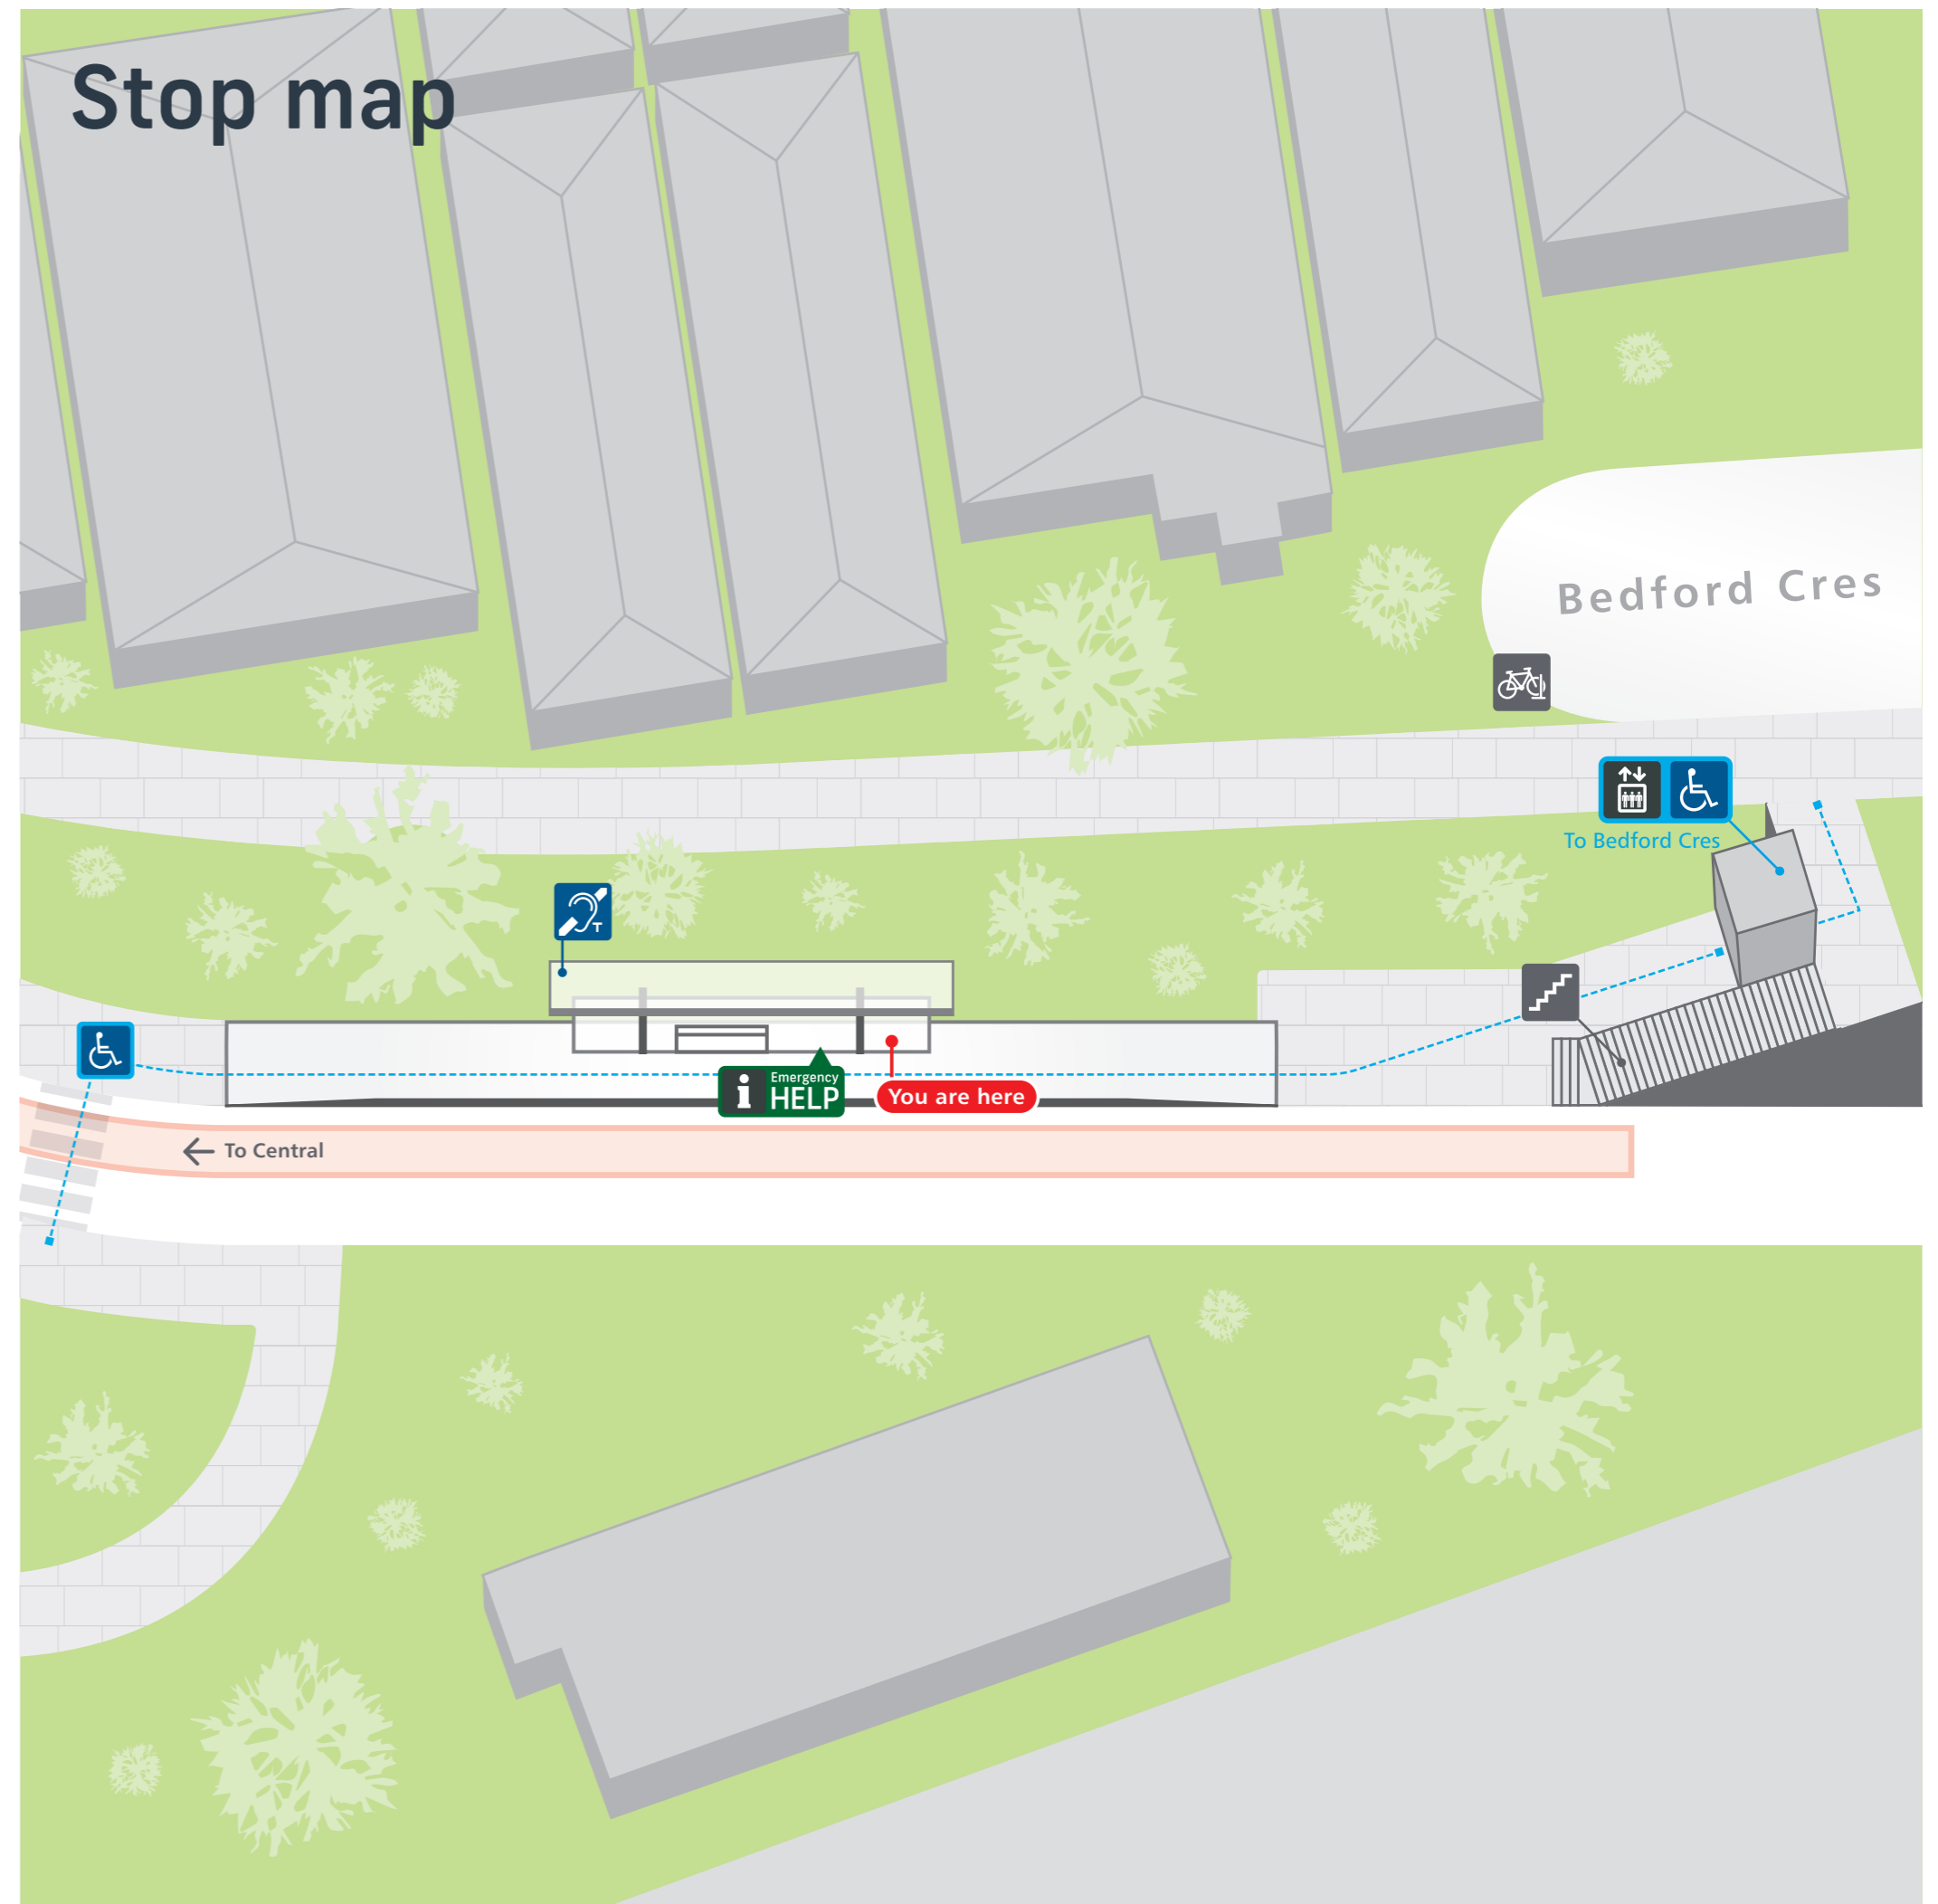 Stop map
Bedford Cres
To Bedford Cres
T
i Emergency
HELP
You are here
To Central